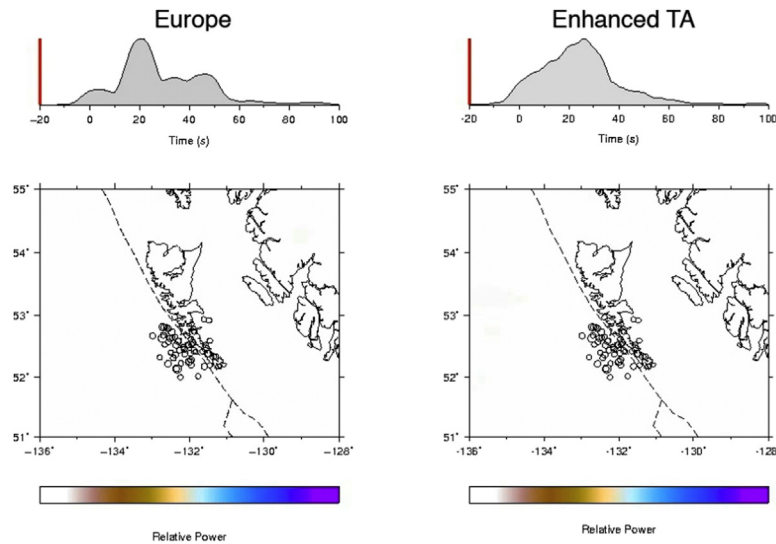 Europe Enhanced TA
−20 0 20 40 60 80 100 -20 0 20 40 60 80 100
Time (s) Time (s)
55° 55°
54° 54°
53° 53°
52° 52°
51° 51°
−136° −134° −132° −130° −128° -136° -134° -132° -130° -128°
Relative Power Relative Power